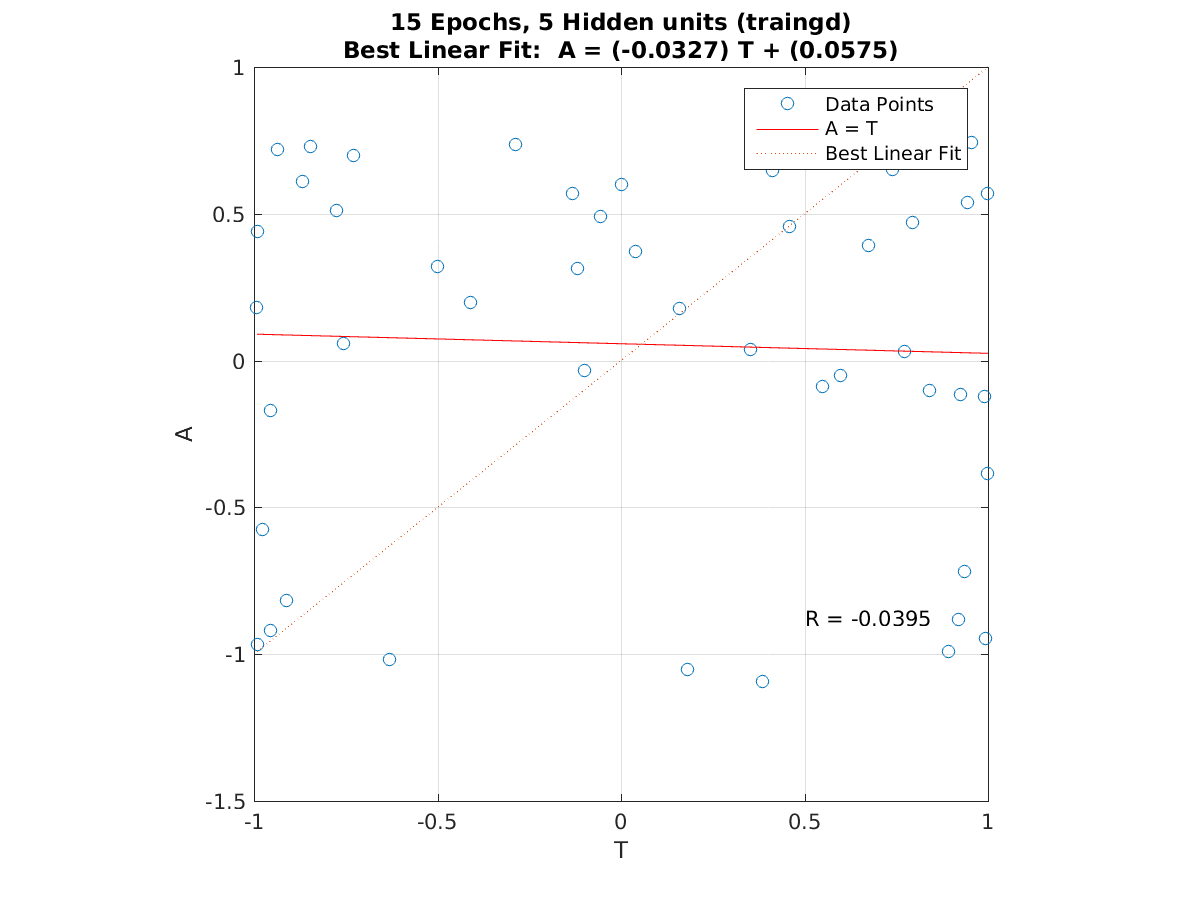 15 Epochs, 5 Hidden units (traingd)
Best Linear Fit:  A = (-0.0327) T + (0.0575)
1
0.5
0
-0.5
-1
-1.5
A
Data Points
A = T
Best Linear Fit
R = -0.0395
-1
-0.5
0
0.5
1
T